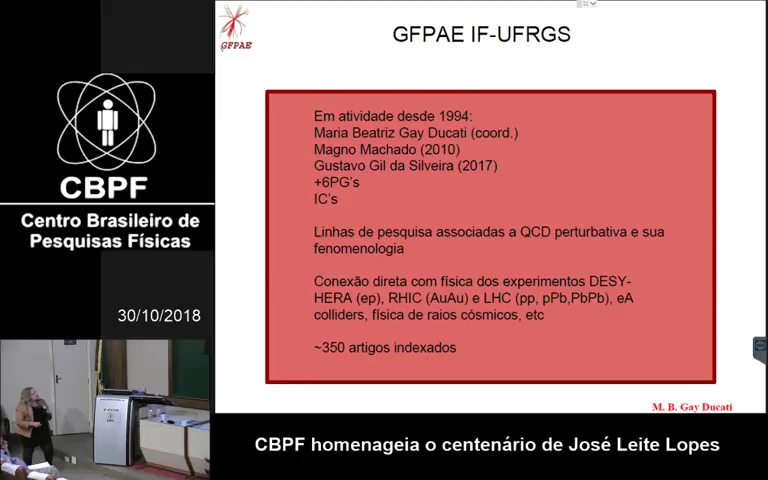 GFPAE
GFPAE IF-UFRGS
Em atividade desde 1994:
Maria Beatriz Gay Ducati (coord.)
Magno Machado (2010)
Gustavo Gil da Silveira (2017)
+6PG's
IC's
Linhas de pesquisa associadas a QCD perturbativa e sua
fenomenologia
Conexão direta com física dos experimentos DESY-
HERA (ep), RHIC (AuAu) e LHC (pp, pPb,PbPb), eA
colliders, física de raios cósmicos, etc
~350 artigos indexados
M. B. Gay Ducati
CBPF
Centro Brasileiro de
Pesquisas Físicas
30/10/2018
CBPF homenageia o centenário de José Leite Lopes